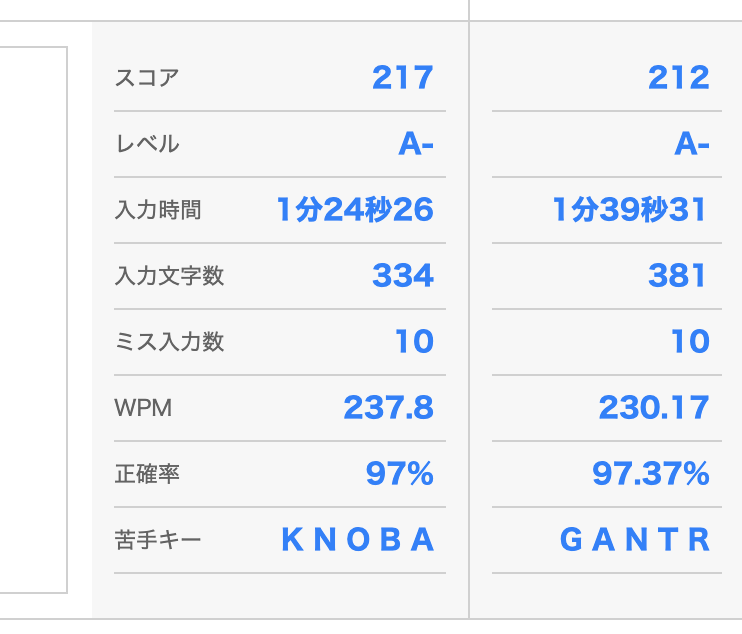 スコア 217 212
レベル A- A-
入力時間 1分24秒26 1分39秒31
入力文字数 334 381
ミス入力数 10 10
WPM 237.8 230.17
正確率 97% 97.37%
苦手キー K N O B A G A N T R